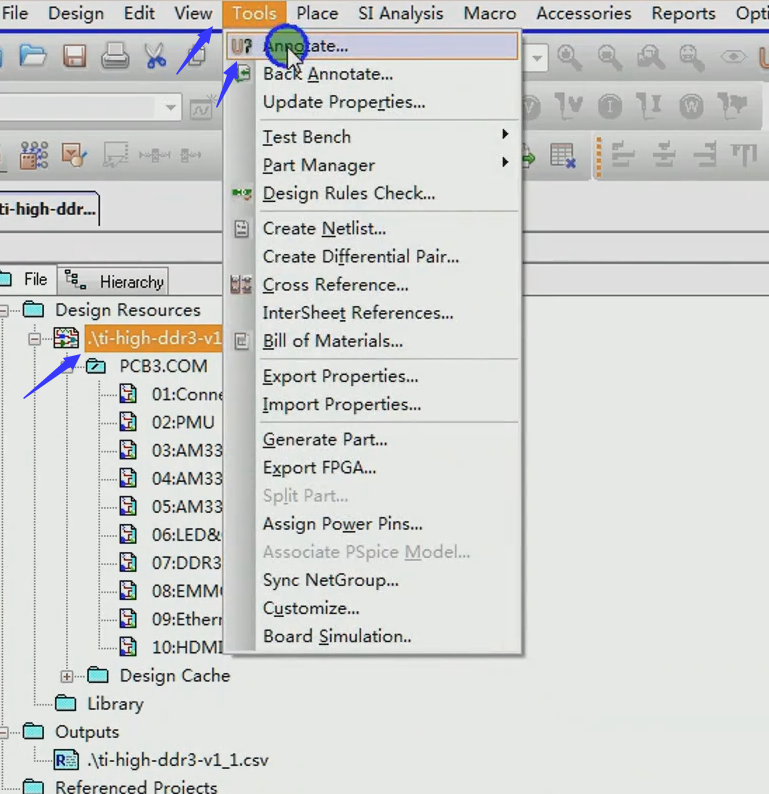 File Design Edit View Tools Place SI Analysis Macro Accessories Reports Opti
U? Annotate...
Back Annotate...
Update Properties...
Test Bench
Part Manager
Design Rules Check...
ti-high-ddr...
Create Netlist...
Create Differential Pair...
File Hierarchy
Cross Reference...
Design Resources
InterSheet References...
.\ti-high-ddr3-v1
Bill of Materials...
PCB3.COM
Export Properties...
01:Conne
Import Properties...
02:PMU
Generate Part...
03:AM33
Export FPGA...
04:AM33
Split Part...
05:AM33
Assign Power Pins...
06:LED&
Associate PSpice Model...
07:DDR3
Sync NetGroup...
08:EMM
Customize...
09:Ethern
Board Simulation..
10:HDMI
Design Cache
Library
Outputs
.\ti-high-ddr3-v1_1.csv
Referenced Projects